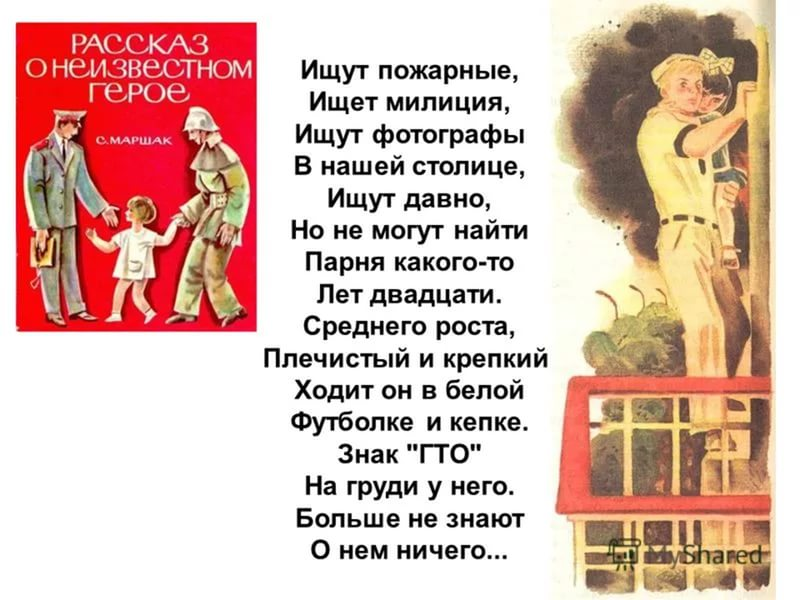 РАССКАЗ
О НЕИЗВЕСТНОМ
ГЕРОЕ
С. МАРШАК
Ищут пожарные,
Ищет милиция,
Ищут фотографы
В нашей столице,
Ищут давно,
Но не могут найти
Парня какого-то
Лет двадцати.
Среднего роста,
Плечистый и крепкий
Ходит он в белой
Футболке и кепке.
Знак "ГТО"
На груди у него.
Больше не знают
О нем ничего...
MyShared